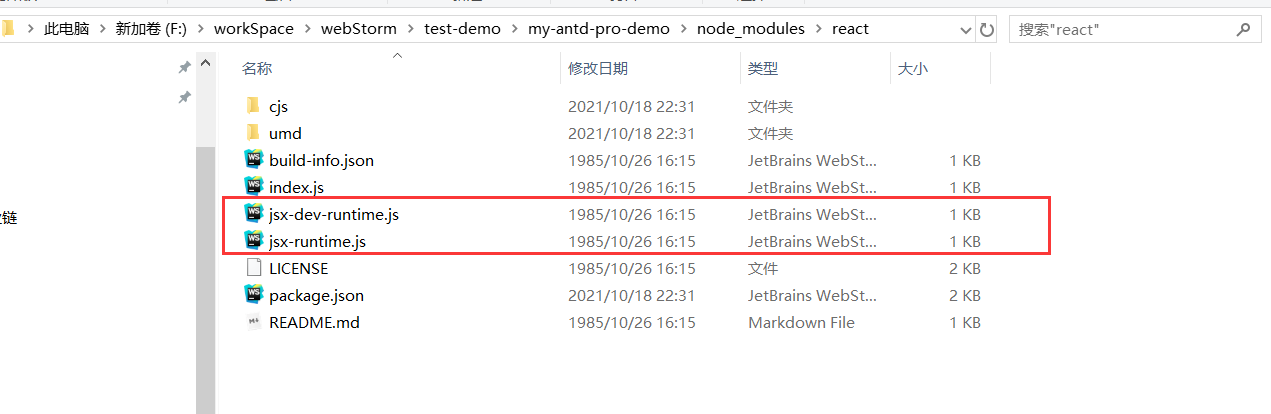 此电脑 新加卷 (F:) workSpace webStorm test-demo my-antd-pro-demo node_modules react 搜索"react"
名称 修改日期 类型 大小
cjs 2021/10/18 22:31 文件夹
umd 2021/10/18 22:31 文件夹
build-info.json 1985/10/26 16:15 JetBrains WebSt... 1 KB
index.js 1985/10/26 16:15 JetBrains WebSt... 1 KB
jsx-dev-runtime.js 1985/10/26 16:15 JetBrains WebSt... 1 KB
链
jsx-runtime.js 1985/10/26 16:15 JetBrains WebSt... 1 KB
LICENSE 1985/10/26 16:15 文件 2 KB
package.json 2021/10/18 22:31 JetBrains WebSt... 2 KB
README.md 1985/10/26 16:15 Markdown File 1 KB